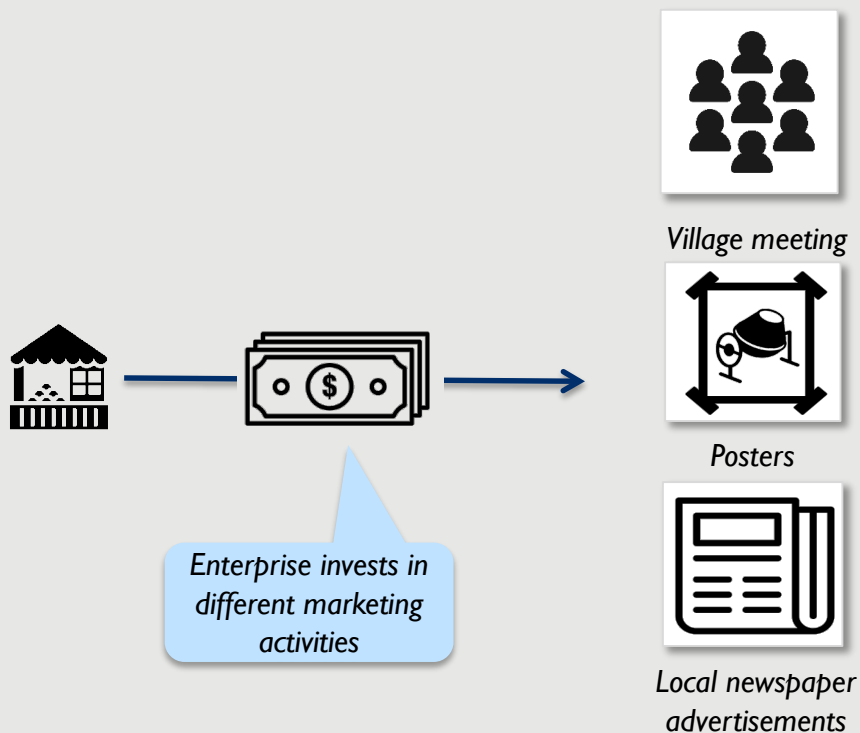 Village meeting
$
Posters
Enterprise invests in
different marketing
activities
Local newspaper
advertisements